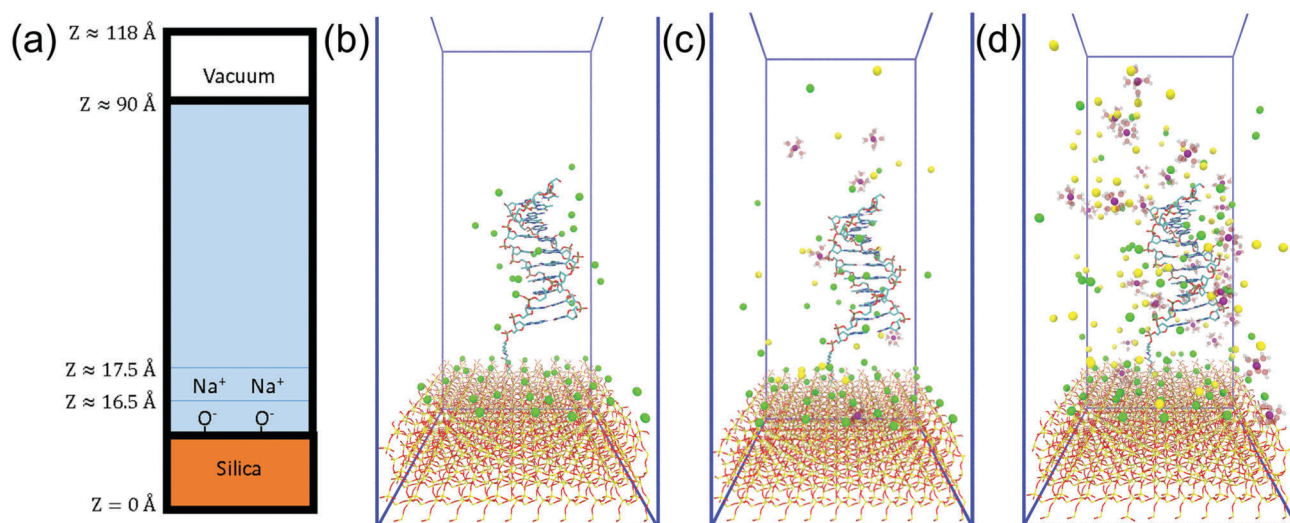 (a)
(b)
(c)
(d)
Z ≈ 118 Å
Vacuum
Z ≈ 90 Å
Z ≈ 17.5 Å
Na⁺ Na⁺
Z ≈ 16.5 Å
O⁻ O⁻
Silica
Z = 0 Å